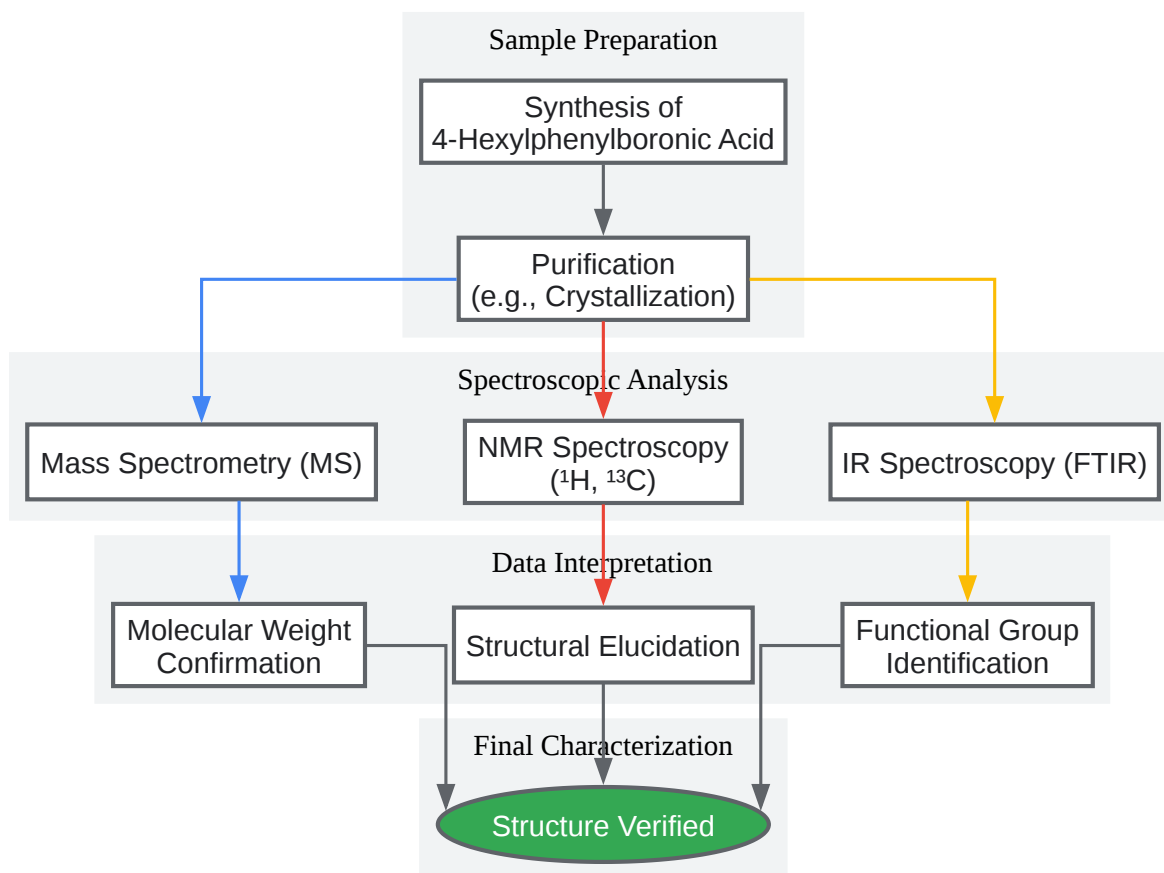 Sample Preparation
Synthesis of
4-Hexylphenylboronic Acid
Purification
(e.g., Crystallization)
Spectroscopic Analysis
Mass Spectrometry (MS)
NMR Spectroscopy
(¹H, ¹³C)
IR Spectroscopy (FTIR)
Data Interpretation
Molecular Weight
Confirmation
Structural Elucidation
Functional Group
Identification
Final Characterization
Structure Verified